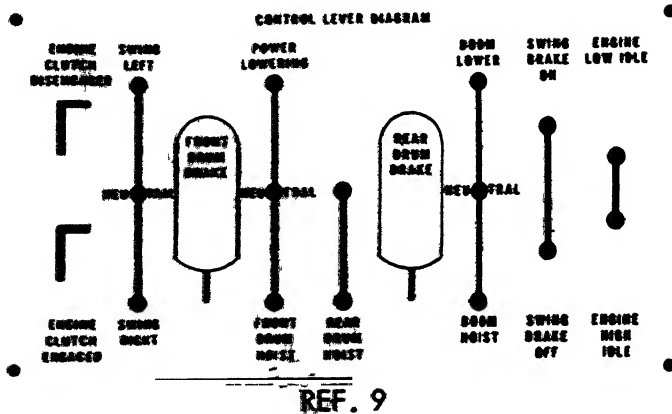 CONTROL LEVER DIAGRAM
ENGINE
CLUTCH
DISENGAGED
SWING
LEFT
POWER
LOWERING
BOOM
LOWER
SWING
BRAKE
ON
ENGINE
LOW IDLE
FRONT
DRUM
BRAKE
REAR
DRUM
BRAKE
NEUTRAL
NEUTRAL
NEUTRAL
ENGINE
CLUTCH
ENGAGED
SWING
RIGHT
FRONT
DRUM
HOIST
REAR
DRUM
HOIST
BOOM
HOIST
SWING
BRAKE
OFF
ENGINE
HIGH
IDLE
REF. 9